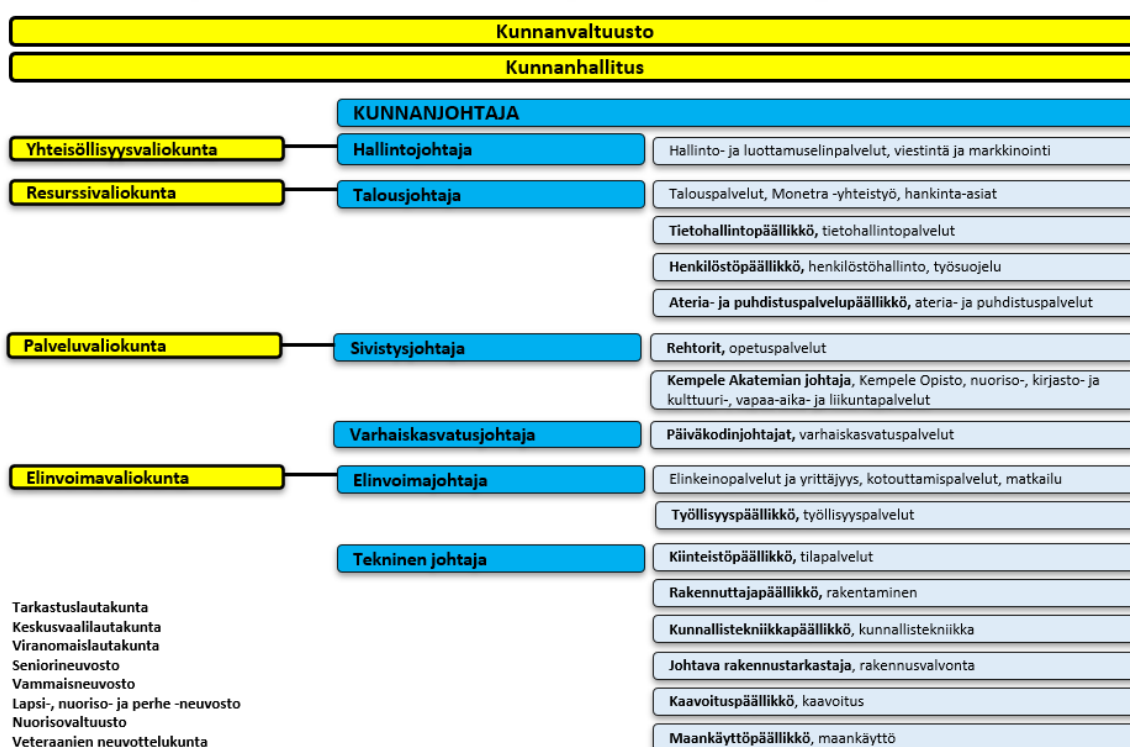 Kunnanvaltuusto
Kunnanhallitus
KUNNANJOHTAJA
Yhteisöllisyysvaliokunta
Hallintojohtaja
Hallinto- ja luottamuselinpalvelut, viestintä ja markkinointi
Resurssivaliokunta
Talousjohtaja
Talouspalvelut, Monetra -yhteistyö, hankinta-asiat
Tietohallintopäällikkö, tietohallintopalvelut
Henkilöstöpäällikkö, henkilöstöhallinto, työsuojelu
Ateria- ja puhdistuspalvelupäällikkö, ateria- ja puhdistuspalvelut
Palveluvaliokunta
Sivistysjohtaja
Rehtorit, opetuspalvelut
Kempele Akatemian johtaja, Kempele Opisto, nuoriso-, kirjasto- ja
kulttuuri-, vapaa-aika- ja liikuntapalvelut
Varhaiskasvatusjohtaja
Päiväkodinjohtajat, varhaiskasvatuspalvelut
Elinvoimavaliokunta
Elinvoimajohtaja
Elinkeinopalvelut ja yrittäjyys, kotouttamispalvelut, matkailu
Työllisyyspäällikkö, työllisyyspalvelut
Tekninen johtaja
Kiinteistöpäällikkö, tilapalvelut
Rakennuttajapäällikkö, rakentaminen
Kunnallistekniikkapäällikkö, kunnallistekniikka
Johtava rakennustarkastaja, rakennusvalvonta
Kaavoituspäällikkö, kaavoitus
Maankäyttöpäällikkö, maankäyttö
Tarkastuslautakunta
Keskusvaalilautakunta
Viranomaislautakunta
Seniorineuvosto
Vammaisneuvosto
Lapsi-, nuoriso- ja perhe -neuvosto
Nuorisovaltuusto
Veteraanien neuvottelukunta